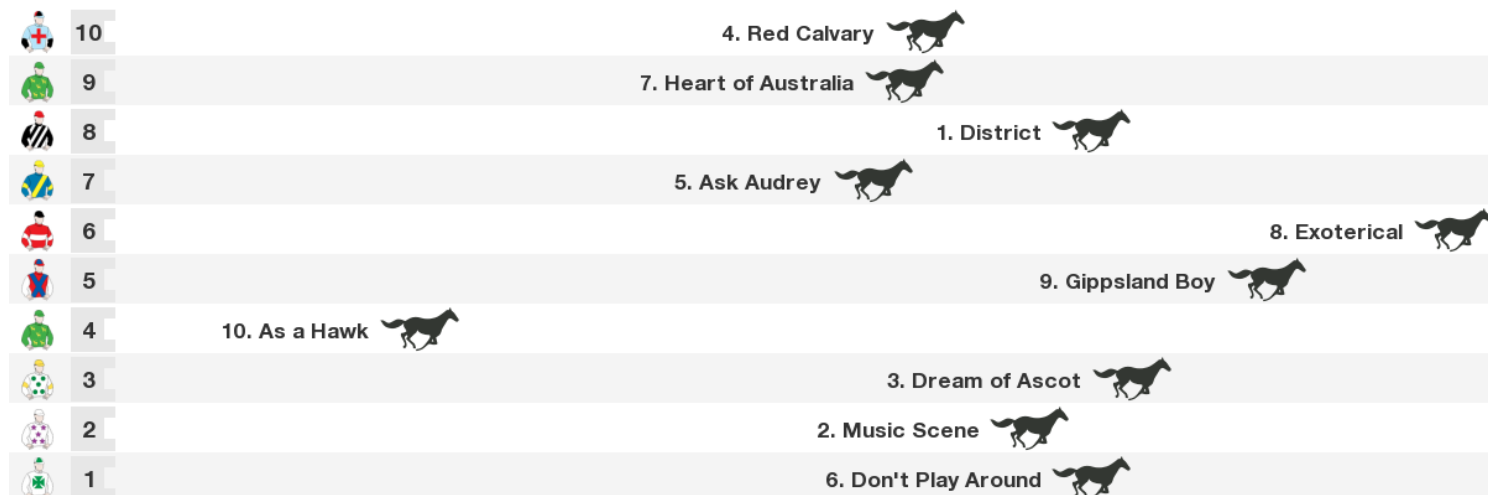 10 4. Red Calvary
9 7. Heart of Australia
8 1. District
7 5. Ask Audrey
6 8. Exoterical
5 9. Gippsland Boy
4 10. As a Hawk
3 3. Dream of Ascot
2 2. Music Scene
1 6. Don't Play Around